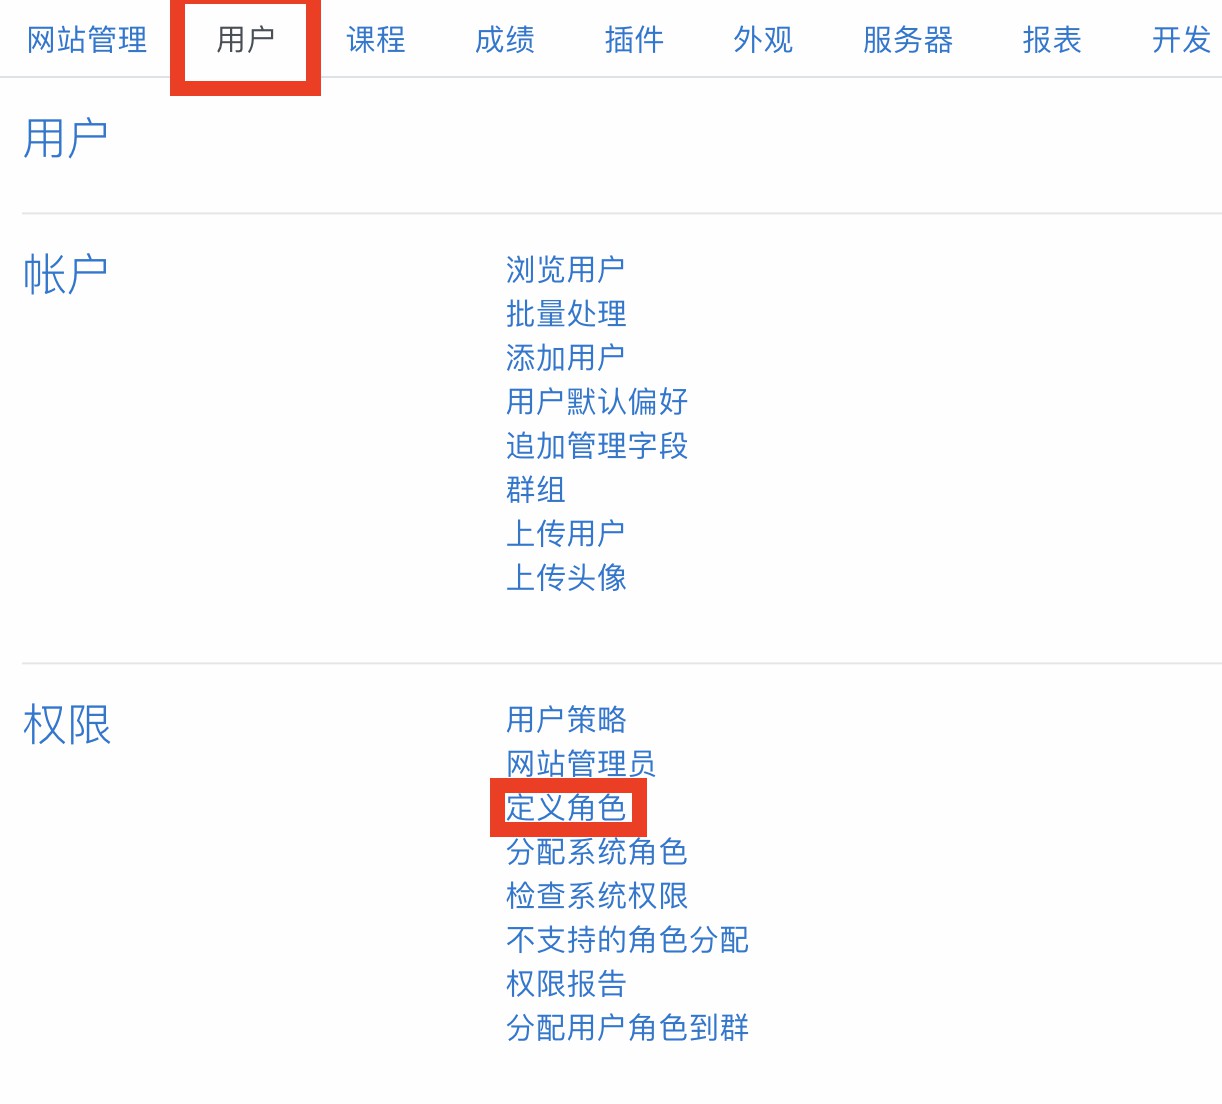 网站管理 用户 课程 成绩 插件 外观 服务器 报表 开发
用户
帐户
浏览用户
批量处理
添加用户
用户默认偏好
追加管理字段
群组
上传用户
上传头像
权限
用户策略
网站管理员
定义角色
分配系统角色
检查系统权限
不支持的角色分配
权限报告
分配用户角色到群